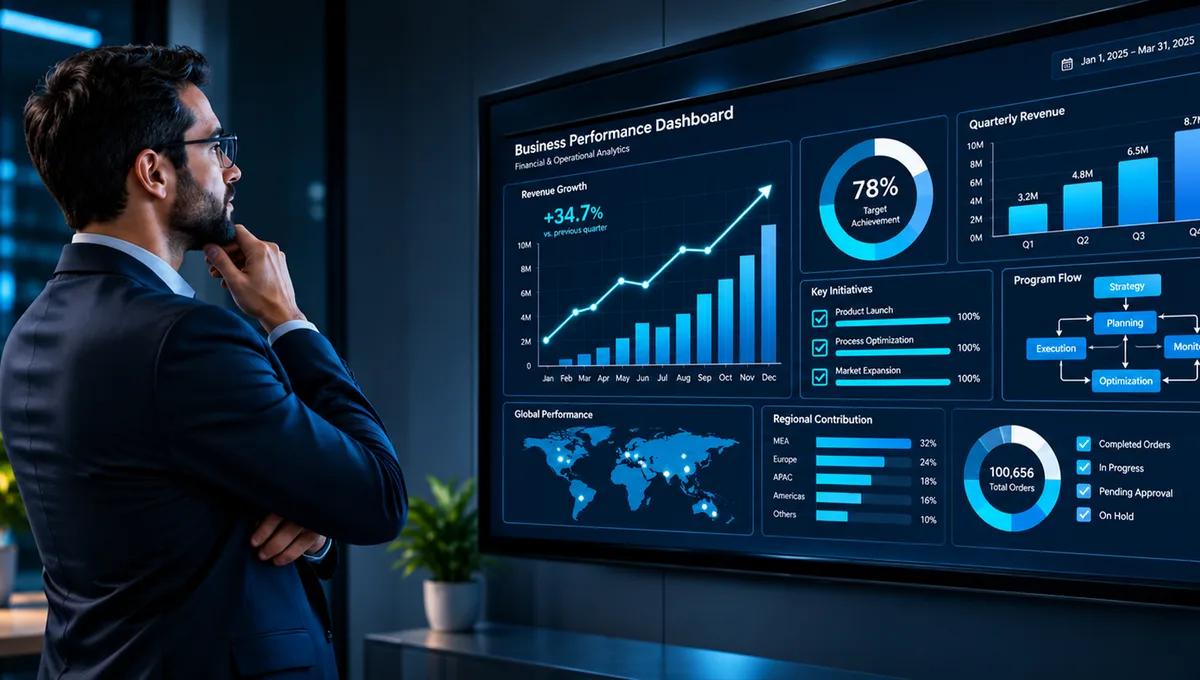 Business Performance Dashboard
Financial & Operational Analytics
Jan 1, 2025 – Mar 31, 2025
Revenue Growth
+34.7%
vs. previous quarter
10M
8M
6M
4M
2M
0
Jan Feb Mar Apr May Jun Jul Aug Sep Oct Nov Dec
78%
Target
Achievement
Quarterly Revenue
10M
8M
6M
4M
2M
0M
3.2M
4.8M
6.5M
8.7M
Q1 Q2 Q3 Q4
Key Initiatives
Product Launch 100%
Process Optimization 100%
Market Expansion 100%
Program Flow
Strategy
Planning
Execution
Monito
Optimization
Global Performance
Regional Contribution
MEA 32%
Europe 24%
APAC 18%
Americas 16%
Others 10%
100,656
Total Orders
Completed Orders
In Progress
Pending Approval
On Hold